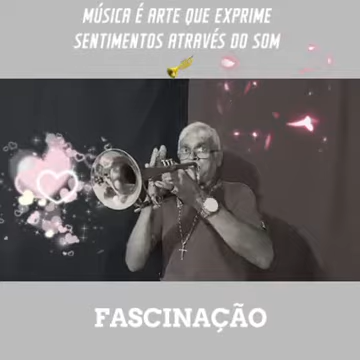 MÚSICA É ARTE QUE EXPRIME
SENTIMENTOS ATRAVÉS DO SOM
FASCINAÇÃO